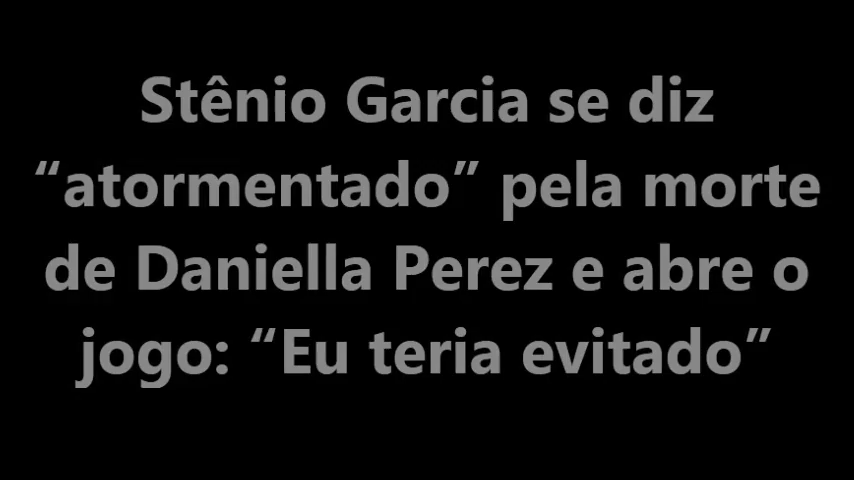 Stênio Garcia se diz
“atormentado” pela morte
de Daniella Perez e abre o
jogo: “Eu teria evitado”